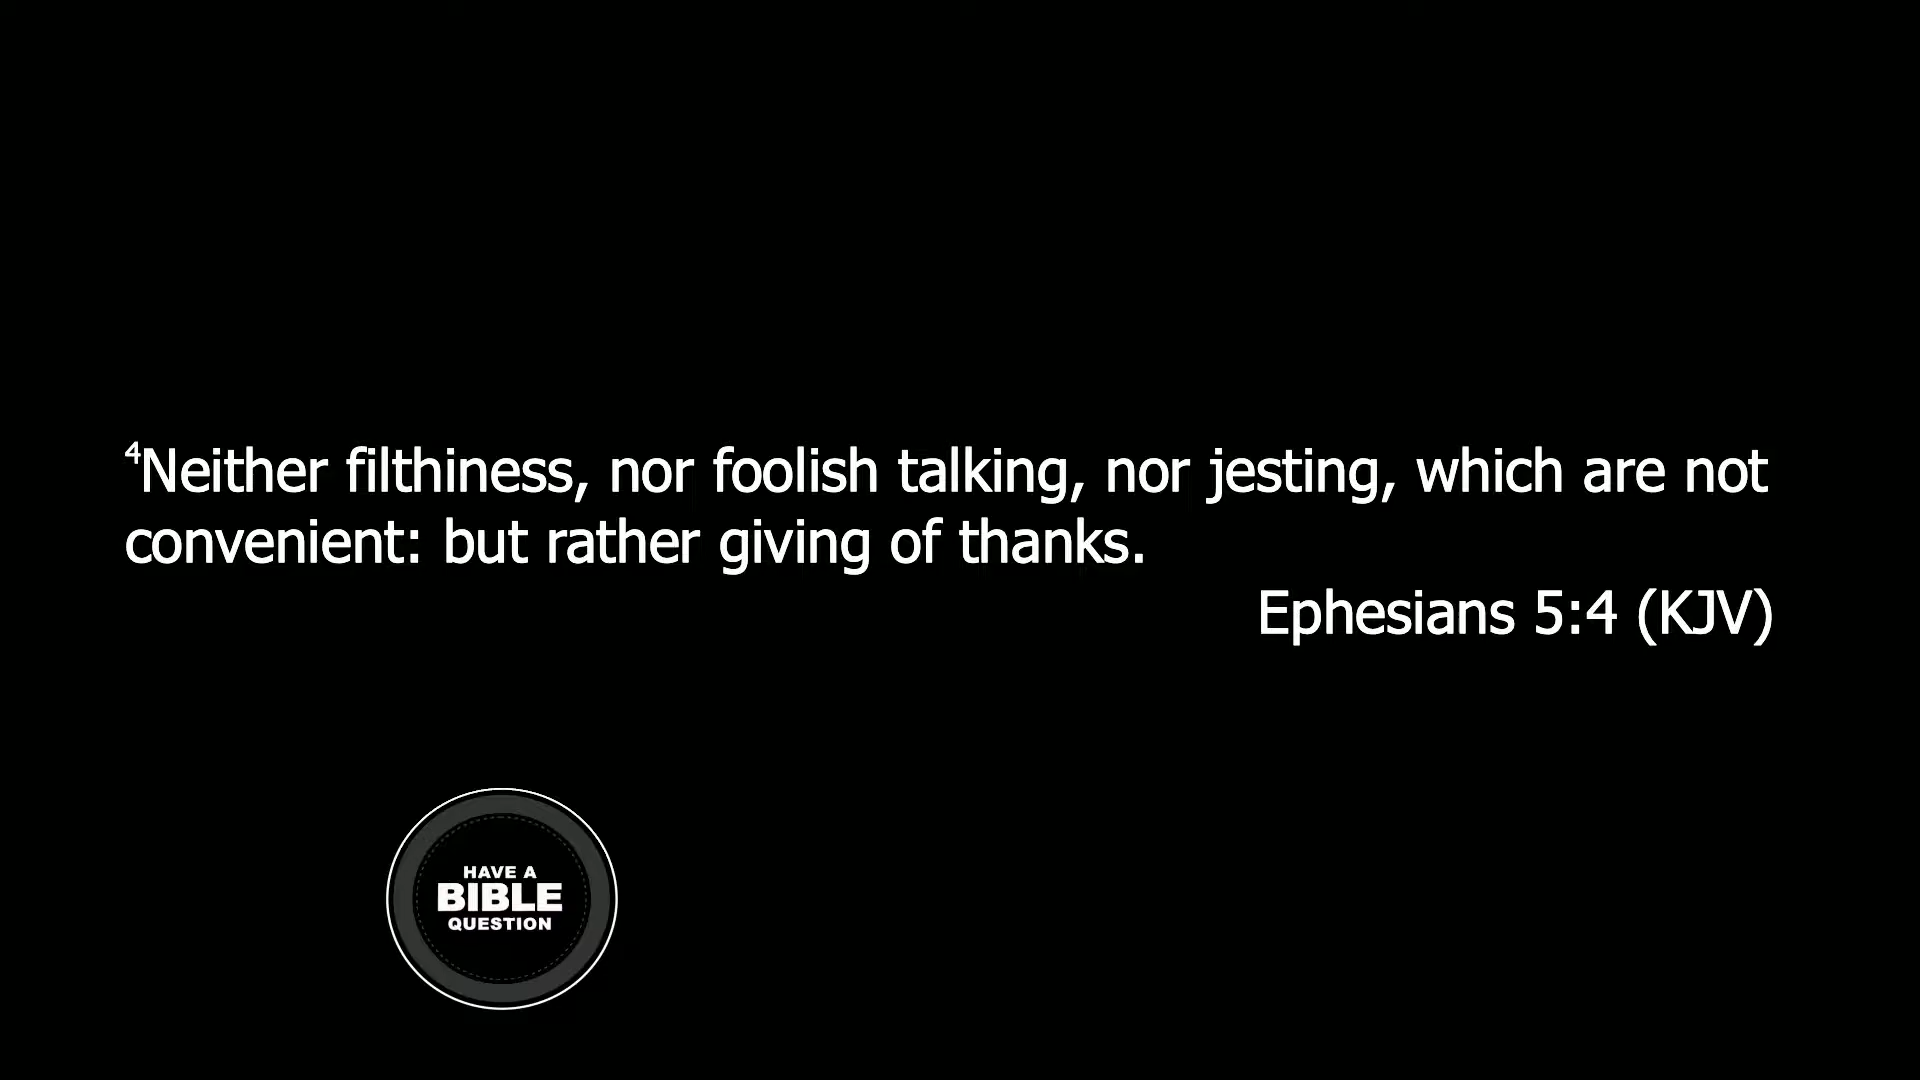 ⁴Neither filthiness, nor foolish talking, nor jesting, which are not
convenient: but rather giving of thanks.
Ephesians 5:4 (KJV)
HAVE A
BIBLE
QUESTION